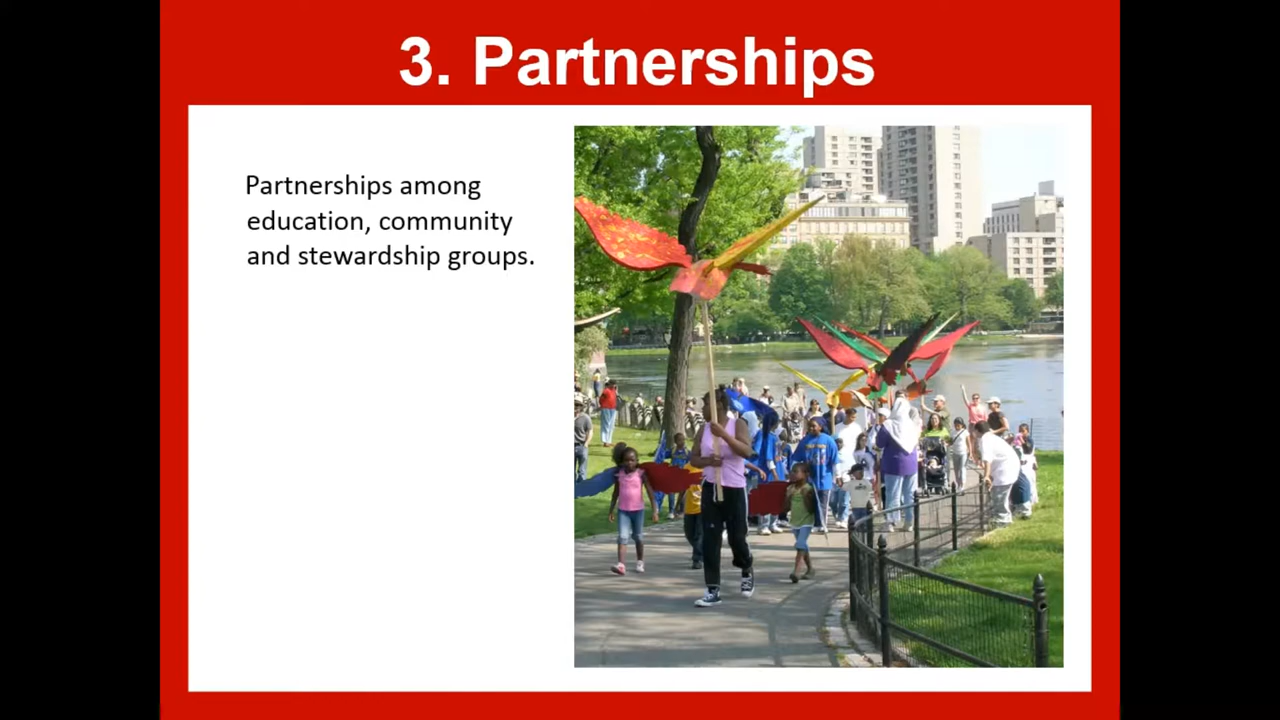 3. Partnerships
Partnerships among
education, community
and stewardship groups.